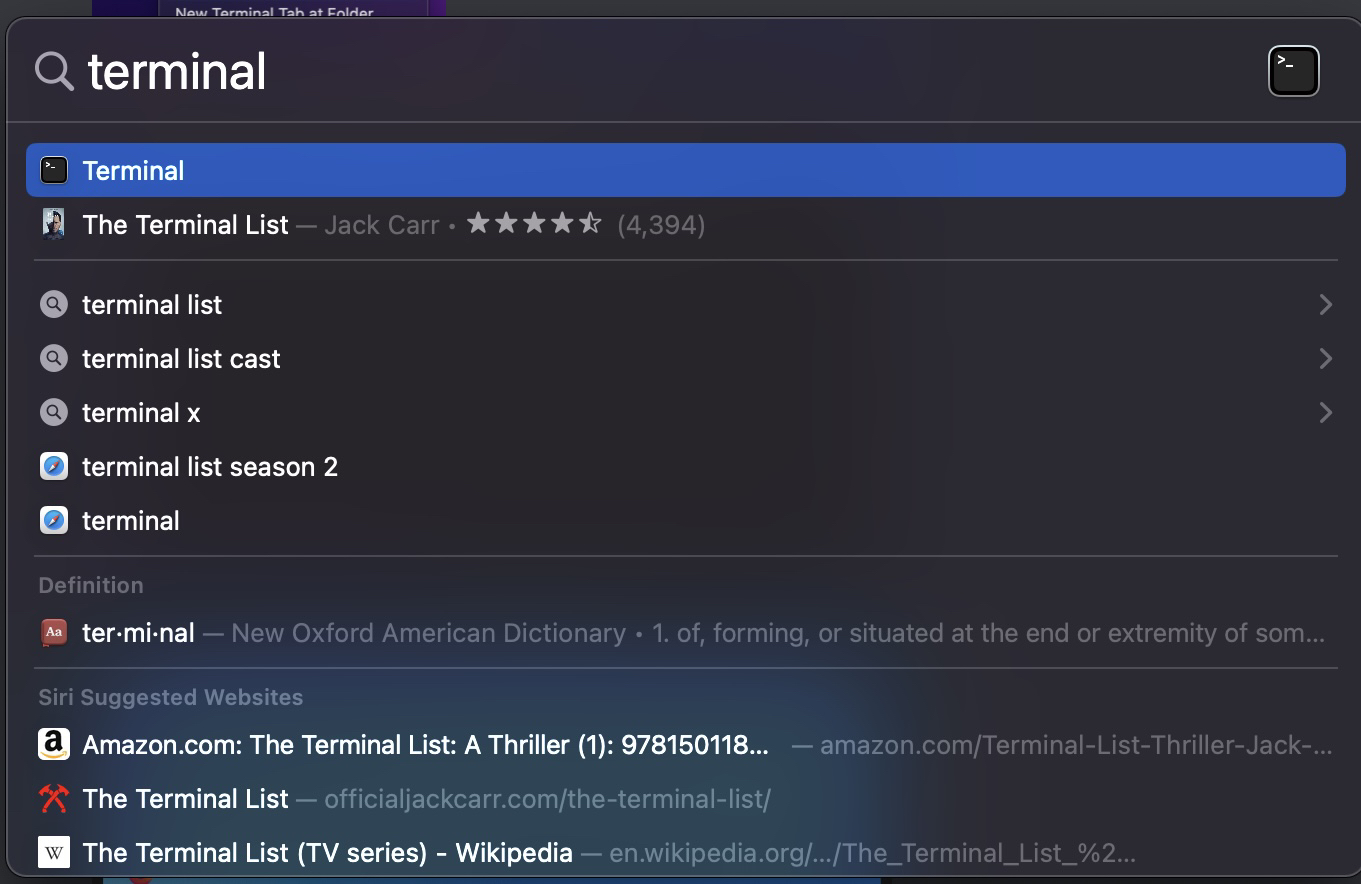 New Terminal Tab at Folder
terminal
Terminal
The Terminal List — Jack Carr • ★★★★⯪ (4,394)
terminal list
terminal list cast
terminal x
terminal list season 2
terminal
Definition
ter·mi·nal — New Oxford American Dictionary • 1. of, forming, or situated at the end or extremity of som...
Siri Suggested Websites
Amazon.com: The Terminal List: A Thriller (1): 978150118... — amazon.com/Terminal-List-Thriller-Jack-...
The Terminal List — officialjackcarr.com/the-terminal-list/
The Terminal List (TV series) - Wikipedia — en.wikipedia.org/.../The_Terminal_List_%2...